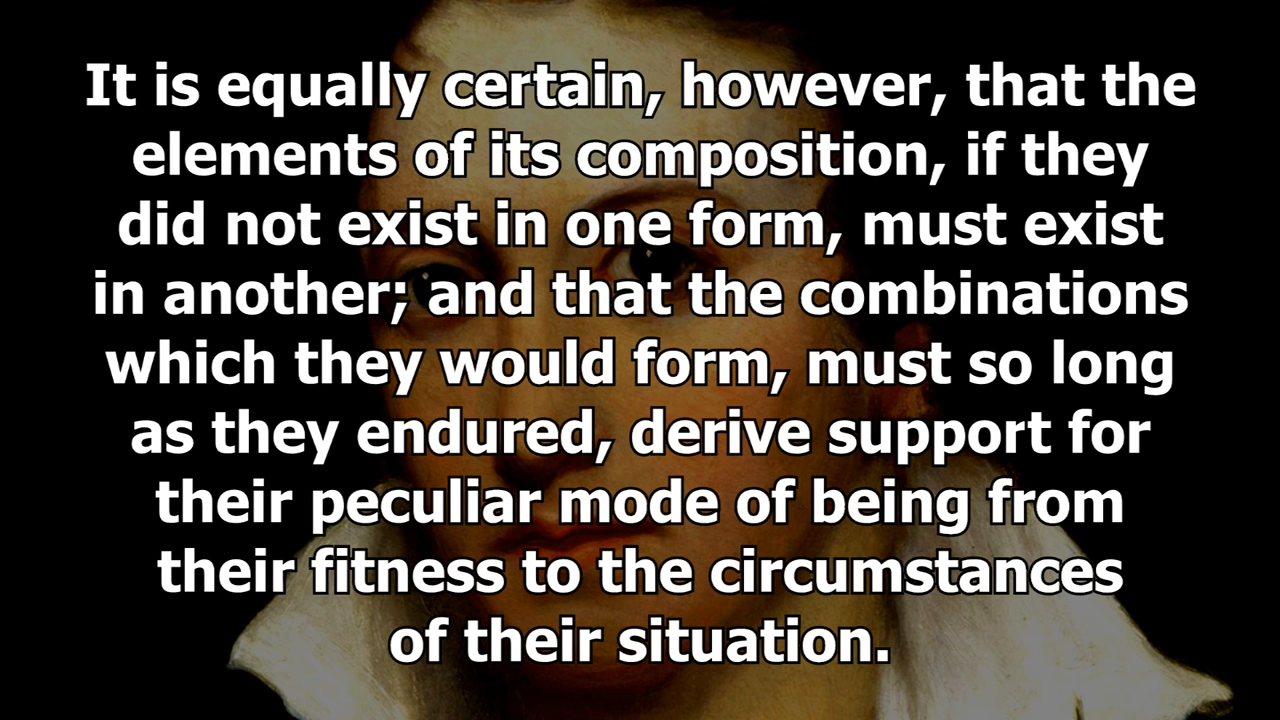 It is equally certain, however, that the
elements of its composition, if they
did not exist in one form, must exist
in another; and that the combinations
which they would form, must so long
as they endured, derive support for
their peculiar mode of being from
their fitness to the circumstances
of their situation.